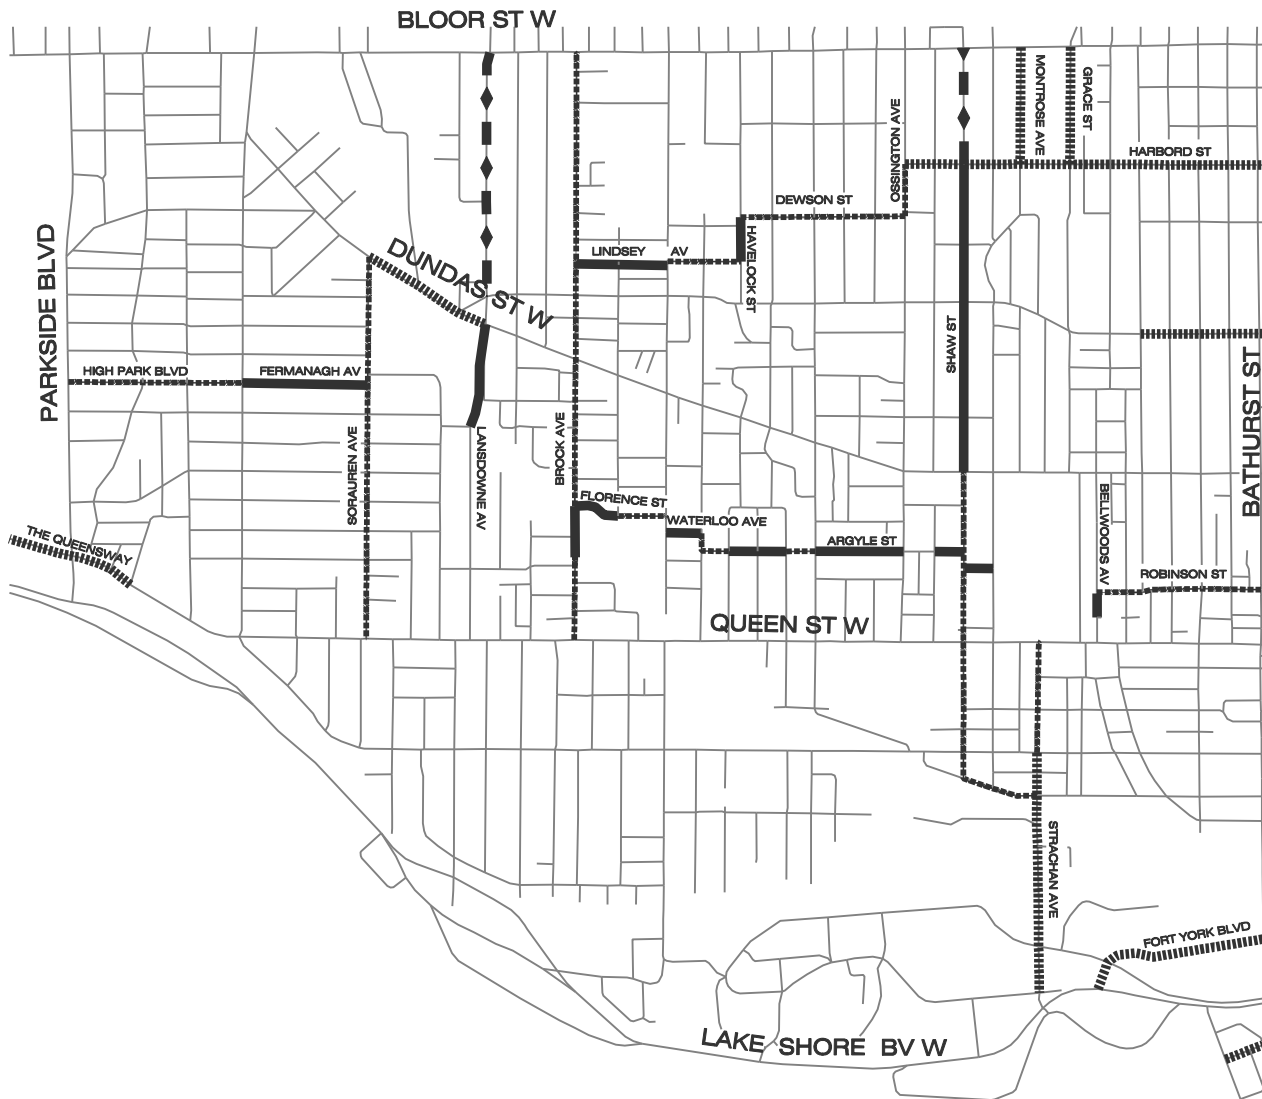 BLOOR ST W
MONTROSE AVE
GRACE ST
OSSINGTON AVE
HARBORD ST
DEWSON ST
PARKSIDE BLVD
DUNDAS ST W
LINDSEY AV
HAVELOCK ST
SHAW ST
BATHURST ST
HIGH PARK BLVD
FERMANAGH AV
SORAUREN AVE
LANSDOWNE AV
BROCK AVE
FLORENCE ST
WATERLOO AVE
ARGYLE ST
BELLWOODS AV
THE QUEENSWAY
ROBINSON ST
QUEEN ST W
STRACHAN AVE
FORT YORK BLVD
LAKE SHORE BV W